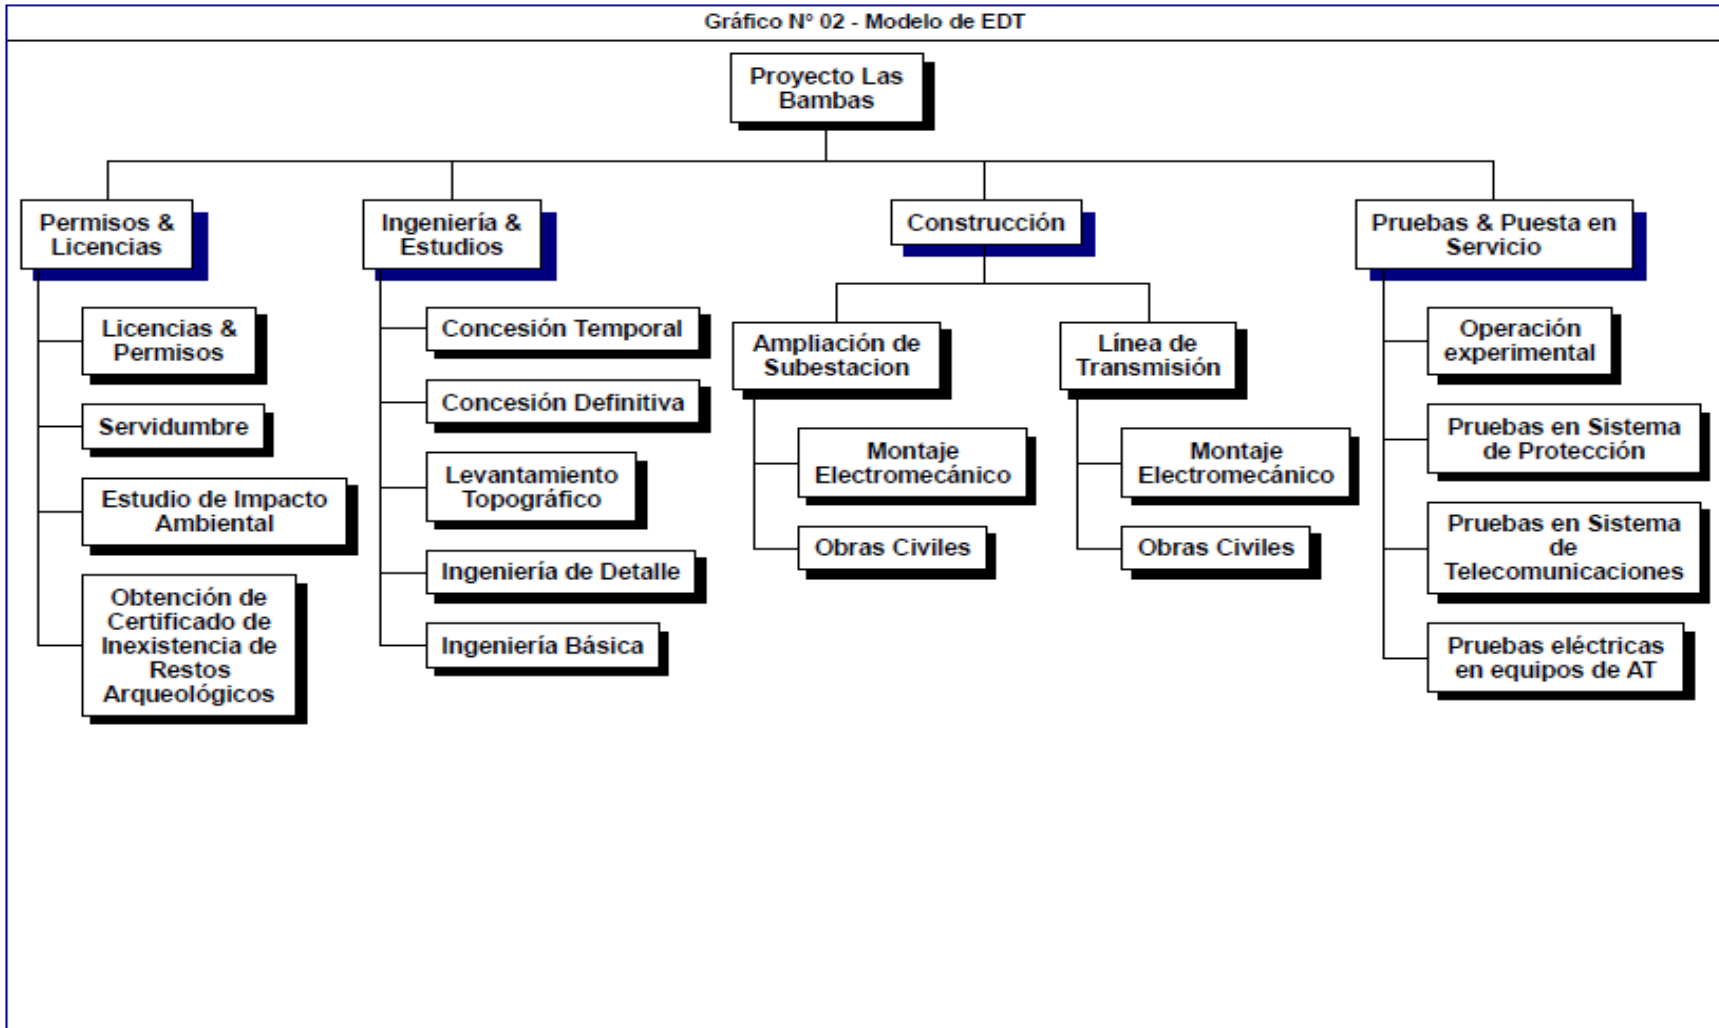 Gráfico N° 02 - Modelo de EDT
Proyecto Las
Bambas
Permisos &
Licencias
Licencias &
Permisos
Servidumbre
Estudio de Impacto
Ambiental
Obtención de
Certificado de
Inexistencia de
Restos
Arqueológicos
Ingeniería &
Estudios
Concesión Temporal
Concesión Definitiva
Levantamiento
Topográfico
Ingeniería de Detalle
Ingeniería Básica
Construcción
Ampliación de
Subestacion
Montaje
Electromecánico
Obras Civiles
Línea de
Transmisión
Montaje
Electromecánico
Obras Civiles
Pruebas & Puesta en
Servicio
Operación
experimental
Pruebas en Sistema
de Protección
Pruebas en Sistema
de
Telecomunicaciones
Pruebas eléctricas
en equipos de AT